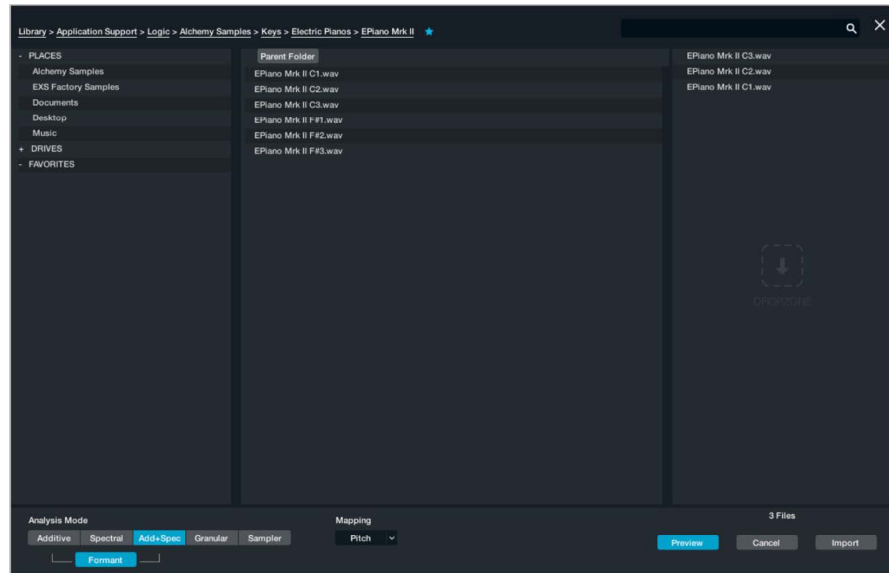 Library > Application Support > Logic > Alchemy Samples > Keys > Electric Pianos > EPiano Mrk II
- PLACES
Alchemy Samples
EXS Factory Samples
Documents
Desktop
Music
+ DRIVES
- FAVORITES
Parent Folder
EPiano Mrk II C1.wav
EPiano Mrk II C2.wav
EPiano Mrk II C3.wav
EPiano Mrk II F#1.wav
EPiano Mrk II F#2.wav
EPiano Mrk II F#3.wav
EPiano Mrk II C3.wav
EPiano Mrk II C2.wav
EPiano Mrk II C1.wav
DROPZONE
Analysis Mode
Additive Spectral Add+Spec Granular Sampler
Formant
Mapping
Pitch
3 Files
Preview Cancel Import